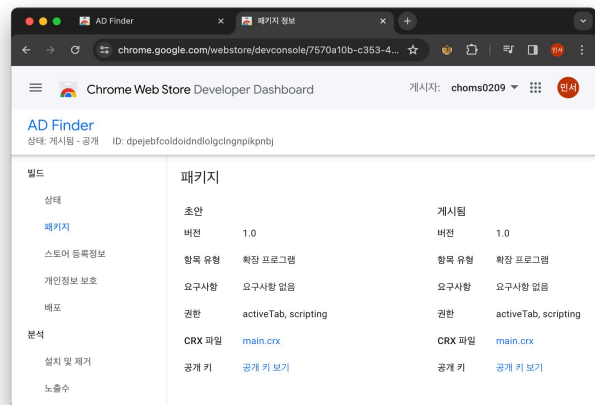 AD Finder
패키지 정보
chrome.google.com/webstore/devconsole/7570a10b-c353-4...
민서
Chrome Web Store Developer Dashboard
게시자: choms0209
민서
AD Finder
상태: 게시됨 - 공개 ID: dpejebfcoldoidndlolgclngnpikpnbj
빌드
상태
패키지
스토어 등록정보
개인정보 보호
배포
분석
설치 및 제거
노출수
패키지
초안
버전 1.0
항목 유형 확장 프로그램
요구사항 요구사항 없음
권한 activeTab, scripting
CRX 파일 main.crx
공개 키 공개 키 보기
게시됨
버전 1.0
항목 유형 확장 프로그램
요구사항 요구사항 없음
권한 activeTab, scripting
CRX 파일 main.crx
공개 키 공개 키 보기